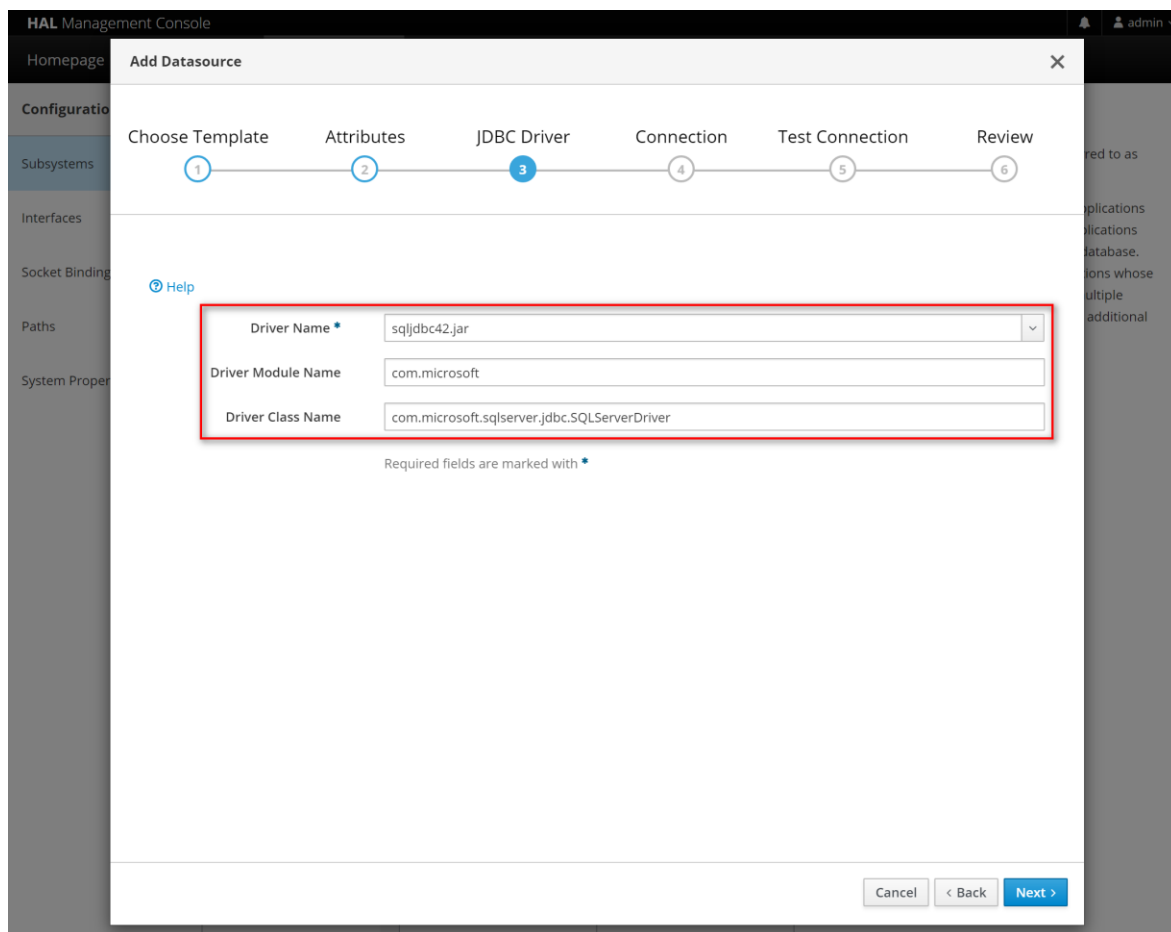 HAL Management Console
admin
Homepage
Add Datasource
Configuratio
Choose Template Attributes JDBC Driver Connection Test Connection Review
1 2 3 4 5 6
Subsystems
red to as
Interfaces
pplications
plications
database.
Socket Binding
ions whose
Help
ultiple
additional
Paths
Driver Name * sqljdbc42.jar
Driver Module Name com.microsoft
System Proper
Driver Class Name com.microsoft.sqlserver.jdbc.SQLServerDriver
Required fields are marked with *
Cancel < Back Next >